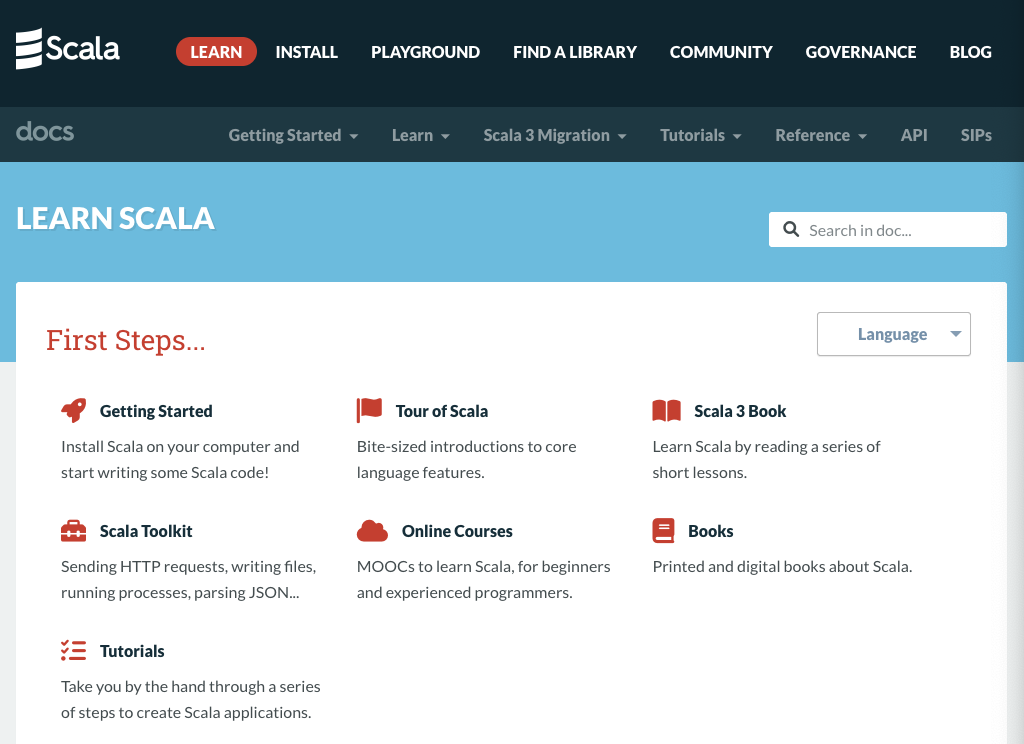 Scala
LEARN INSTALL PLAYGROUND FIND A LIBRARY COMMUNITY GOVERNANCE BLOG
docs
Getting Started Learn Scala 3 Migration Tutorials Reference API SIPs
LEARN SCALA
Search in doc...
First Steps...
Language
Getting Started
Install Scala on your computer and
start writing some Scala code!
Tour of Scala
Bite-sized introductions to core
language features.
Scala 3 Book
Learn Scala by reading a series of
short lessons.
Scala Toolkit
Sending HTTP requests, writing files,
running processes, parsing JSON...
Online Courses
MOOCs to learn Scala, for beginners
and experienced programmers.
Books
Printed and digital books about Scala.
Tutorials
Take you by the hand through a series
of steps to create Scala applications.